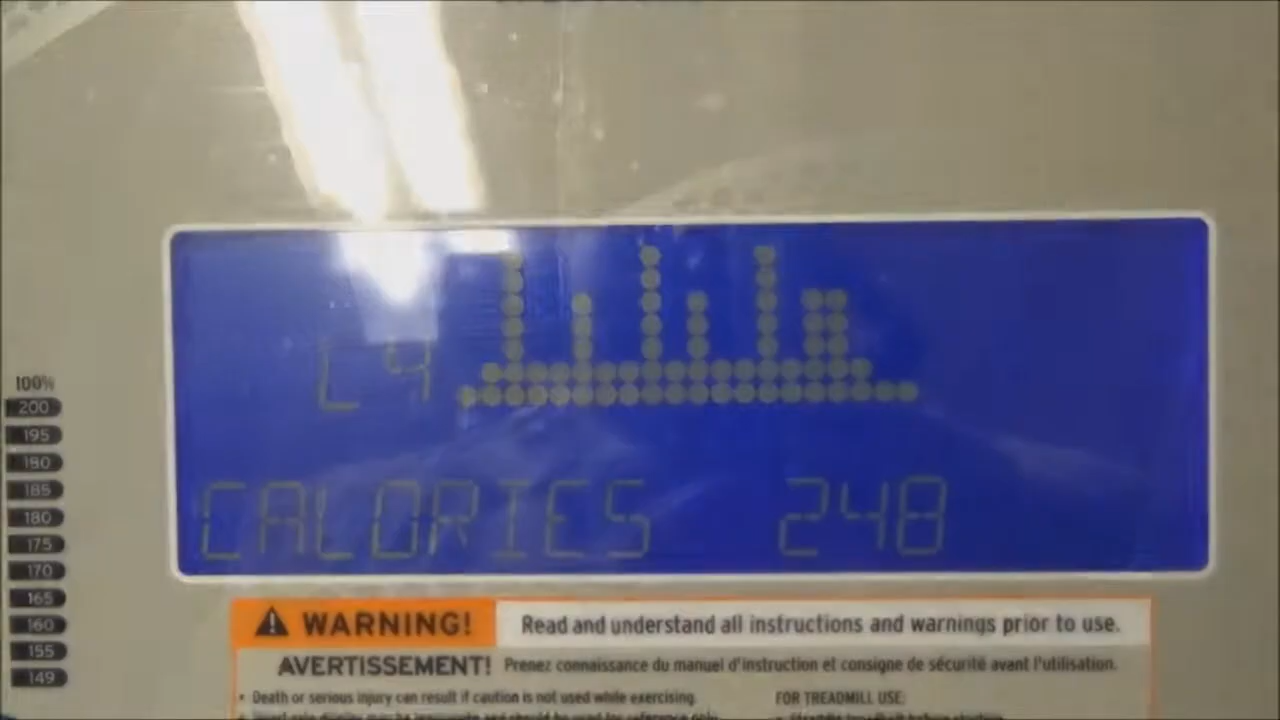 L4
CALORIES 248
100%
200
195
190
185
180
175
170
165
160
155
149
WARNING! Read and understand all instructions and warnings prior to use.
AVERTISSEMENT! Prenez connaissance du manuel d'instruction et consigne de sécurité avant l'utilisation.
• Death or serious injury can result if caution is not used while exercising.
FOR TREADMILL USE: